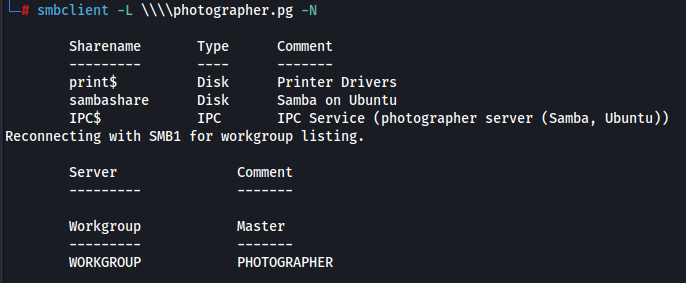 └─# smbclient -L \\\\photographer.pg -N
Sharename Type Comment
--------- ---- -------
print$ Disk Printer Drivers
sambashare Disk Samba on Ubuntu
IPC$ IPC IPC Service (photographer server (Samba, Ubuntu))
Reconnecting with SMB1 for workgroup listing.
Server Comment
--------- -------
Workgroup Master
--------- -------
WORKGROUP PHOTOGRAPHER